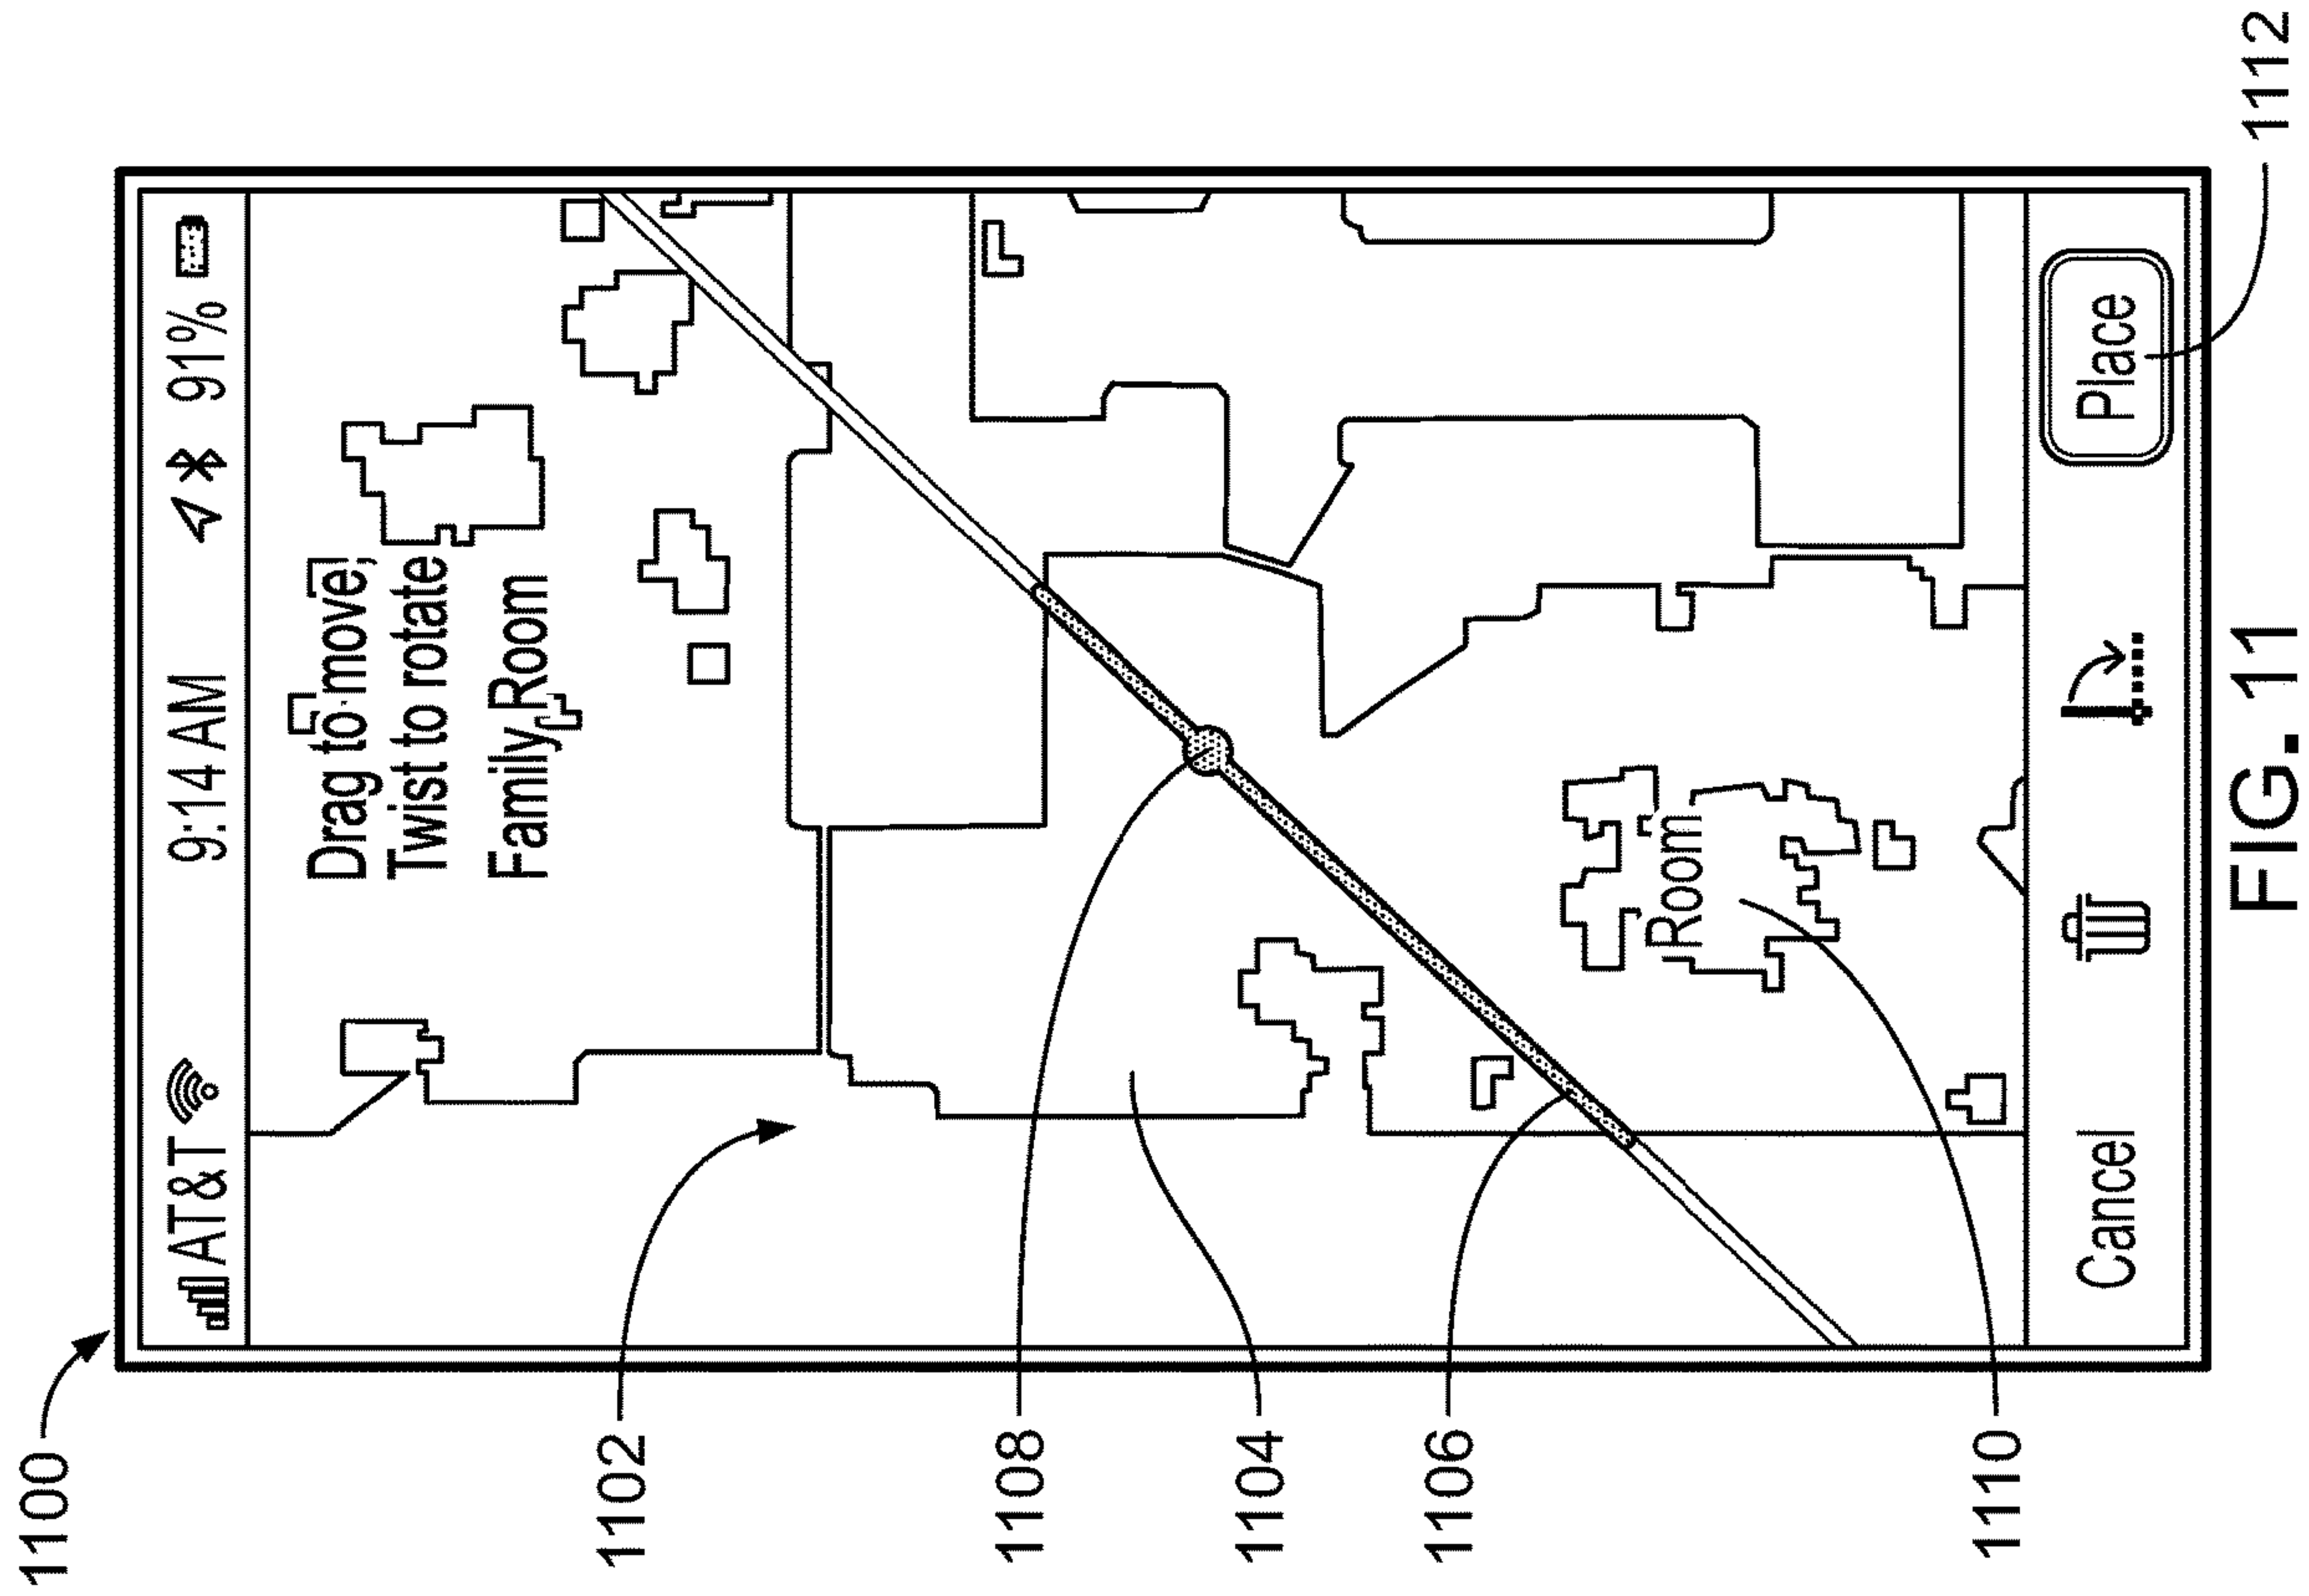 1100
AT&T 9:14 AM 91%
Drag to move,
Twist to rotate
Family Room
1102
1108
1104
1106
Room
1110
Cancel Place
1112
FIG. 11